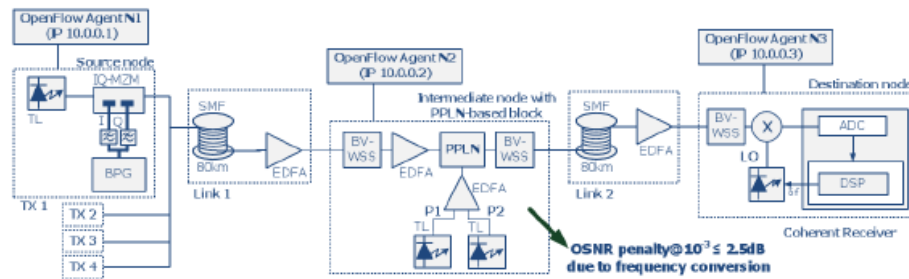 OpenFlow Agent N1
(IP 10.0.0.1)
Source node
IQ-MZM
TL
I
Q
BPG
TX 1
TX 2
TX 3
TX 4
SMF
80km
EDFA
Link 1
OpenFlow Agent N2
(IP 10.0.0.2)
Intermediate node with
PPLN-based block
BV-
WSS
EDFA
PPLN
BV-
WSS
EDFA
P1
P2
TL
TL
SMF
80km
EDFA
Link 2
OSNR penalty@10⁻³ ≤ 2.5dB
due to frequency conversion
OpenFlow Agent N3
(IP 10.0.0.3)
Destination node
BV-
WSS
X
LO
ADC
DSP
δf
Coherent Receiver